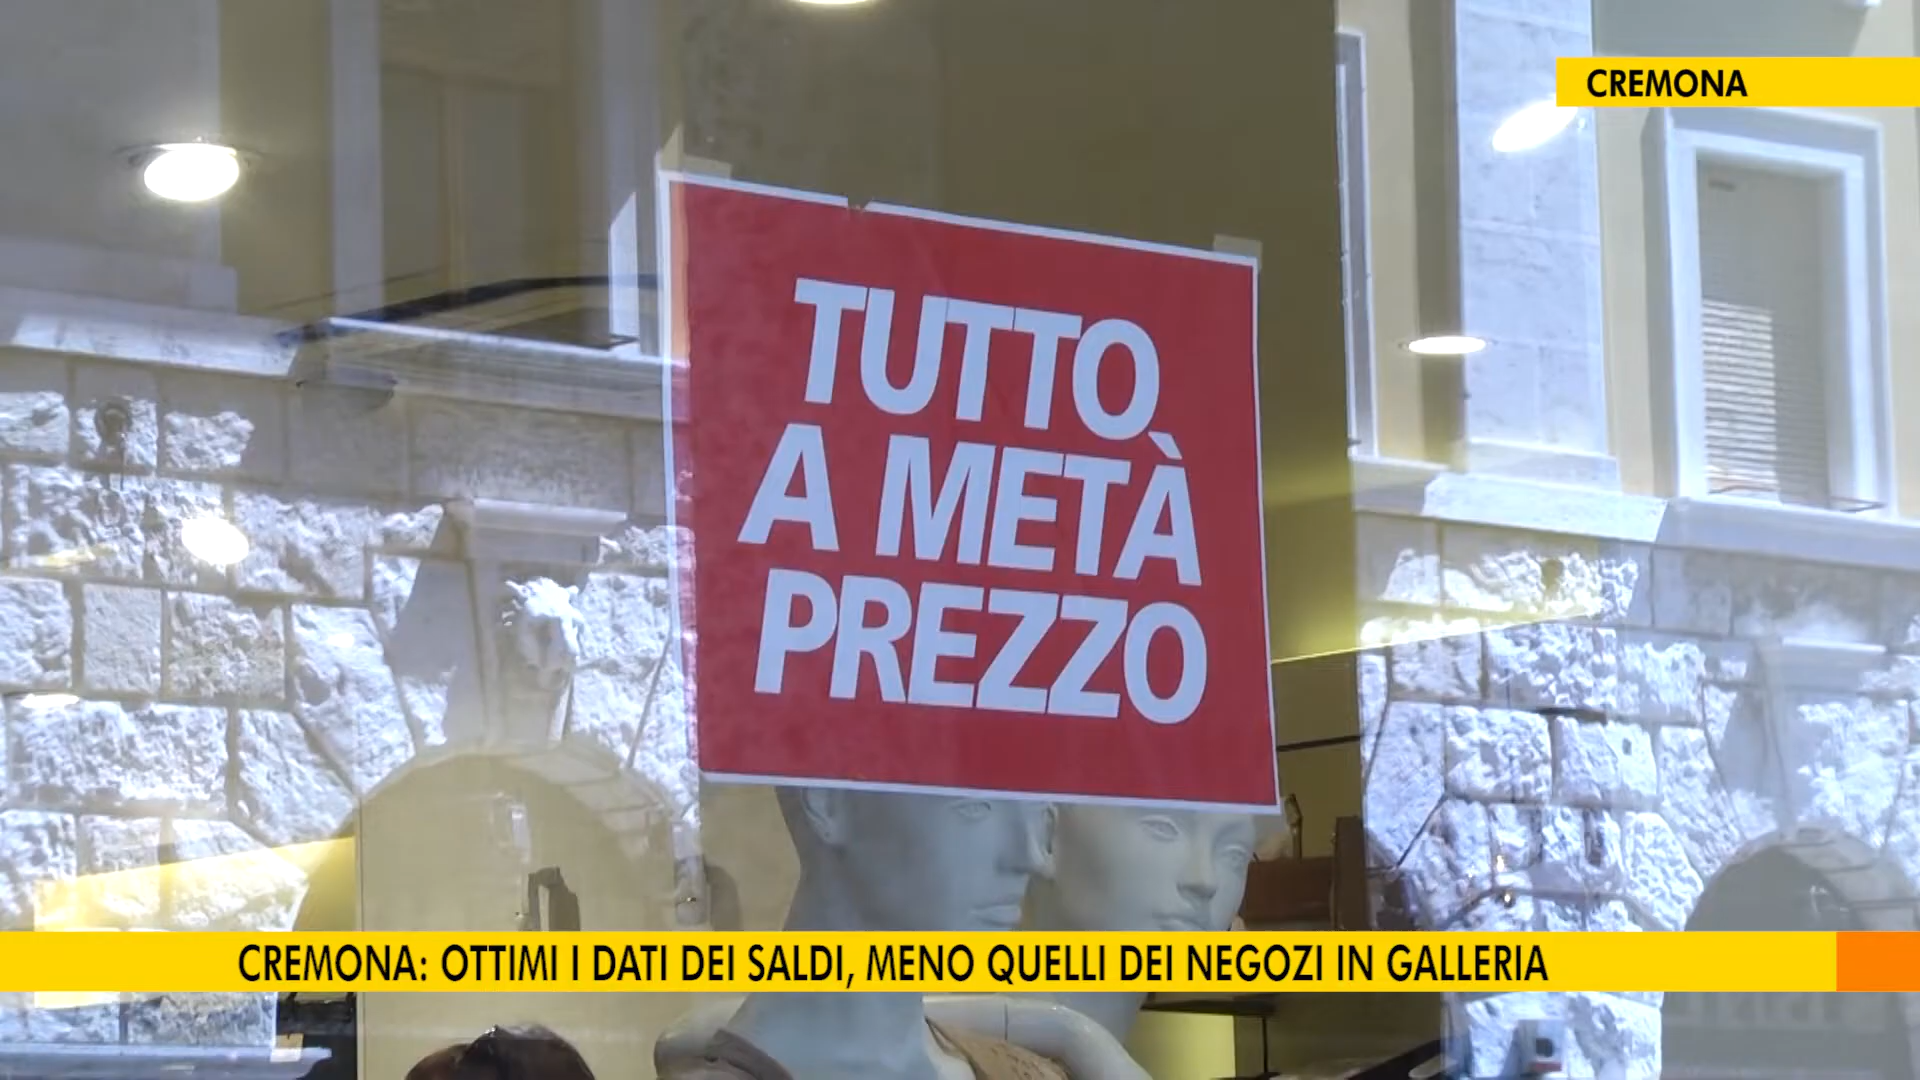 CREMONA
TUTTO
A METÀ
PREZZO
CREMONA: OTTIMI I DATI DEI SALDI, MENO QUELLI DEI NEGOZI IN GALLERIA